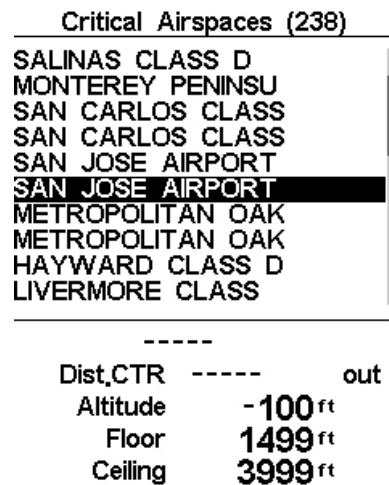 Critical Airspaces (238)
SALINAS CLASS D
MONTEREY PENINSU
SAN CARLOS CLASS
SAN CARLOS CLASS
SAN JOSE AIRPORT
SAN JOSE AIRPORT
METROPOLITAN OAK
METROPOLITAN OAK
HAYWARD CLASS D
LIVERMORE CLASS
-----
Dist.CTR ----- out
Altitude -100ft
Floor 1499ft
Ceiling 3999ft